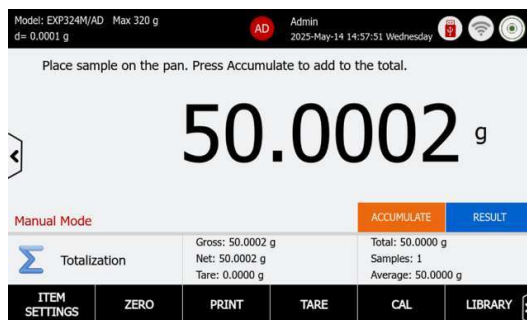 Model: EXP324M/AD Max 320 g
d= 0.0001 g
AD
Admin
2025-May-14 14:57:51 Wednesday
Place sample on the pan. Press Accumulate to add to the total.
50.0002 g
Manual Mode
ACCUMULATE
RESULT
Totalization
Gross: 50.0002 g
Net: 50.0002 g
Tare: 0.0000 g
Total: 50.0000 g
Samples: 1
Average: 50.0000 g
ITEM
SETTINGS
ZERO
PRINT
TARE
CAL
LIBRARY